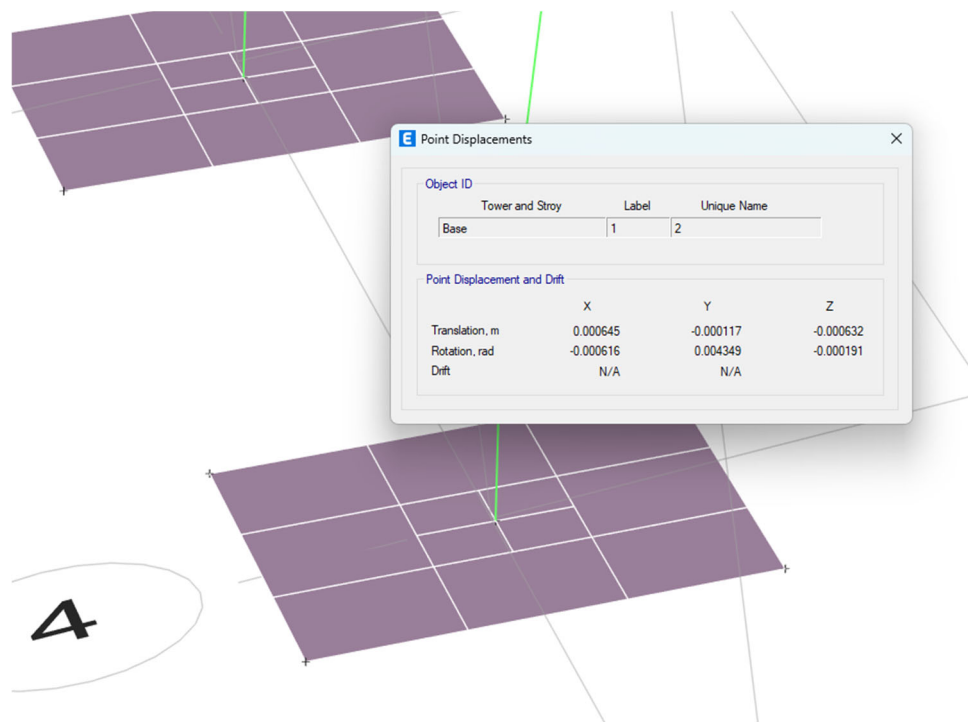 E Point Displacements
Object ID
Tower and Stroy Label Unique Name
Base 1 2
Point Displacement and Drift
X Y Z
Translation, m 0.000645 -0.000117 -0.000632
Rotation, rad -0.000616 0.004349 -0.000191
Drift N/A N/A
4